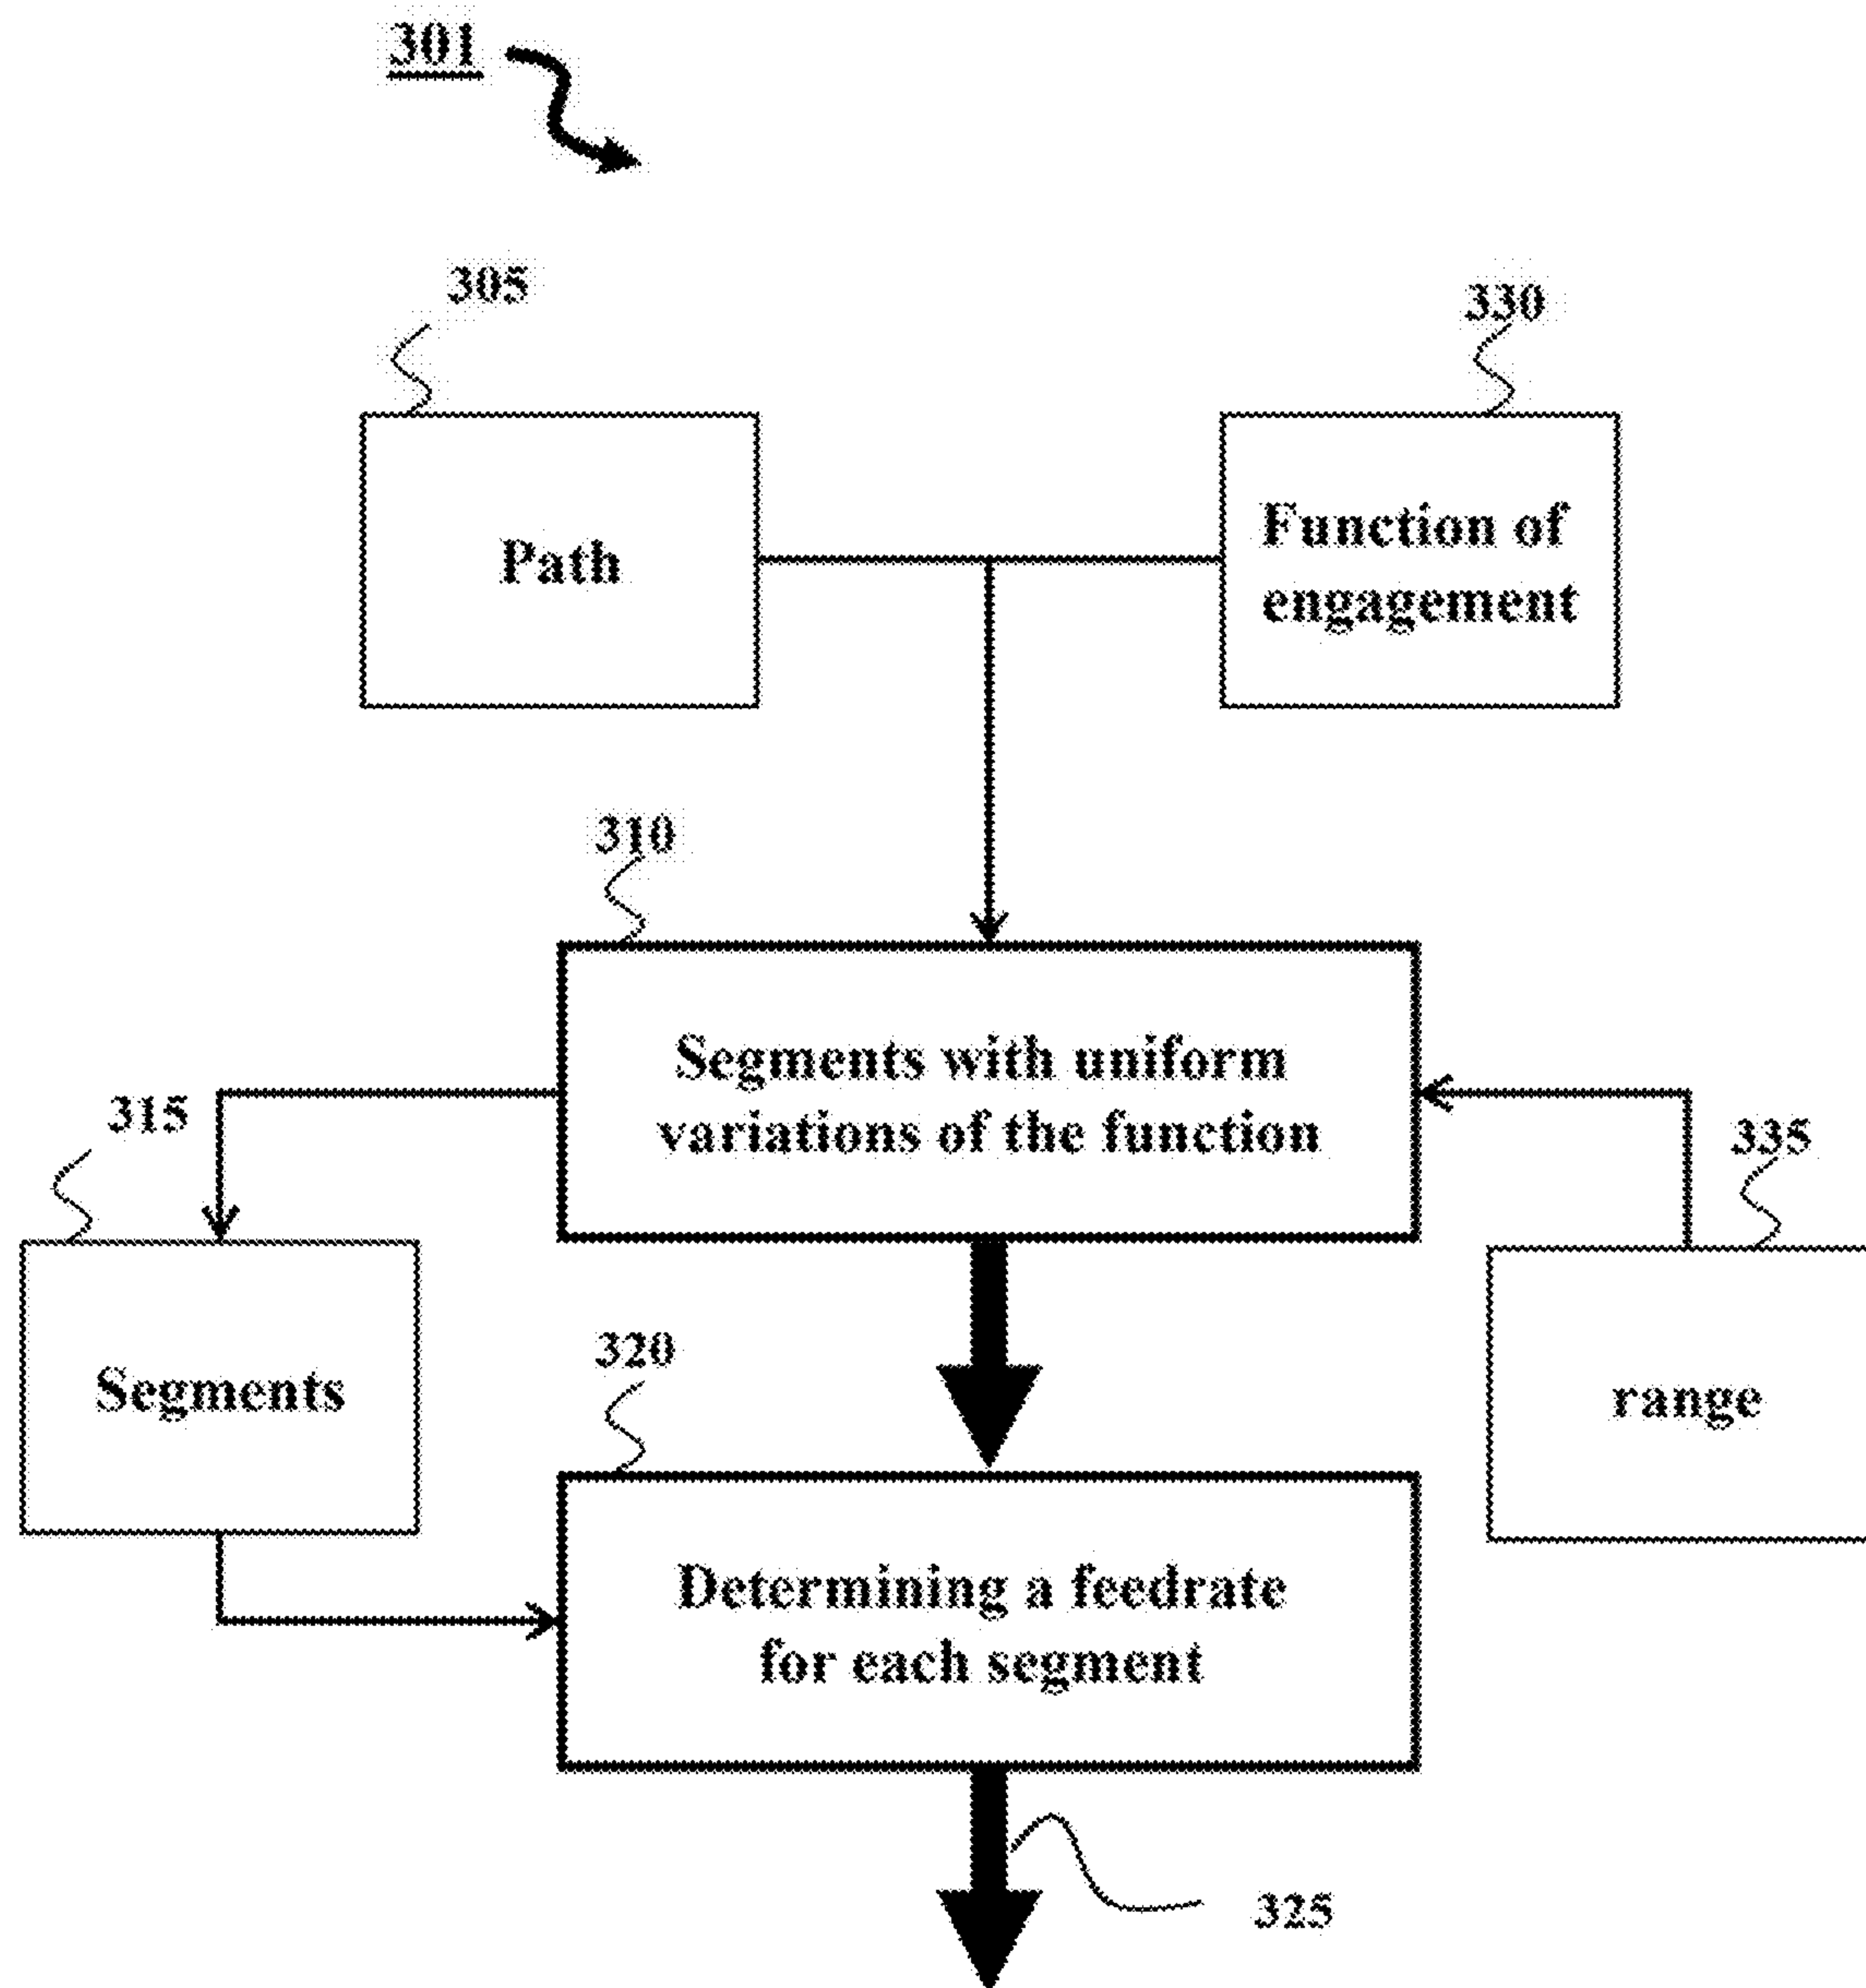 301
305
330
Path
Function of
engagement
310
Segments with uniform
variations of the function
315
335
Segments
range
320
Determining a feedrate
for each segment
325